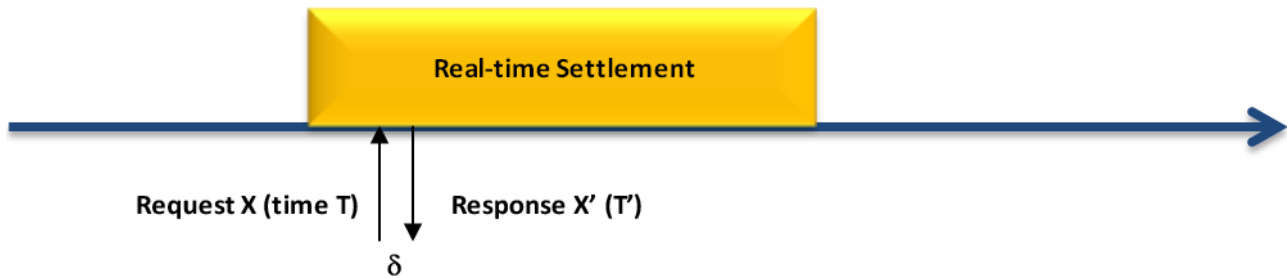 Real-time Settlement
Request X (time T)
Response X’ (T’)
δ